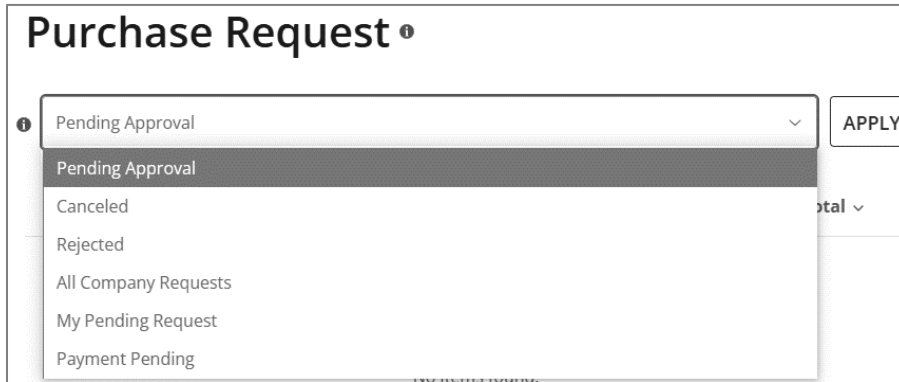 Purchase Request
Pending Approval
APPLY
Pending Approval
Canceled
Rejected
All Company Requests
My Pending Request
Payment Pending